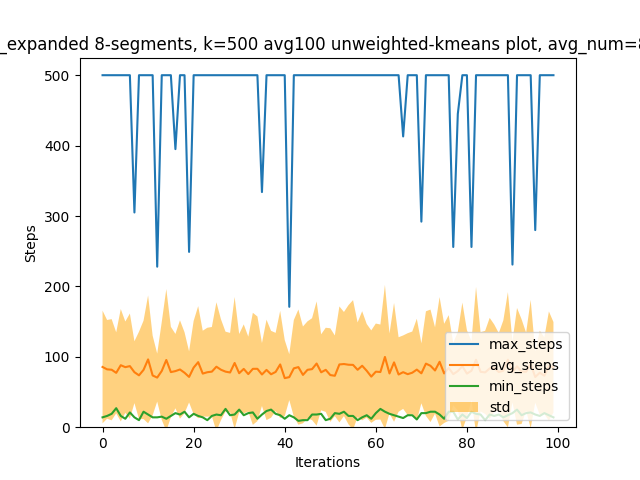 _expanded 8-segments, k=500 avg100 unweighted-kmeans plot, avg_num=8
500
400
300
200
100
0
Steps
max_steps
avg_steps
min_steps
std
0 20 40 60 80 100
Iterations